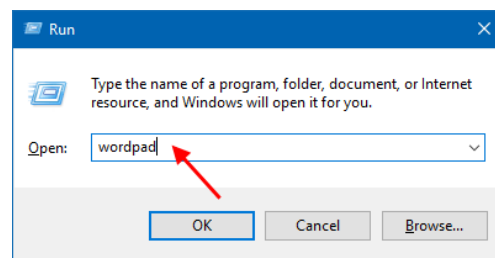 Run
Type the name of a program, folder, document, or Internet
resource, and Windows will open it for you.
Open: wordpad
OK Cancel Browse...